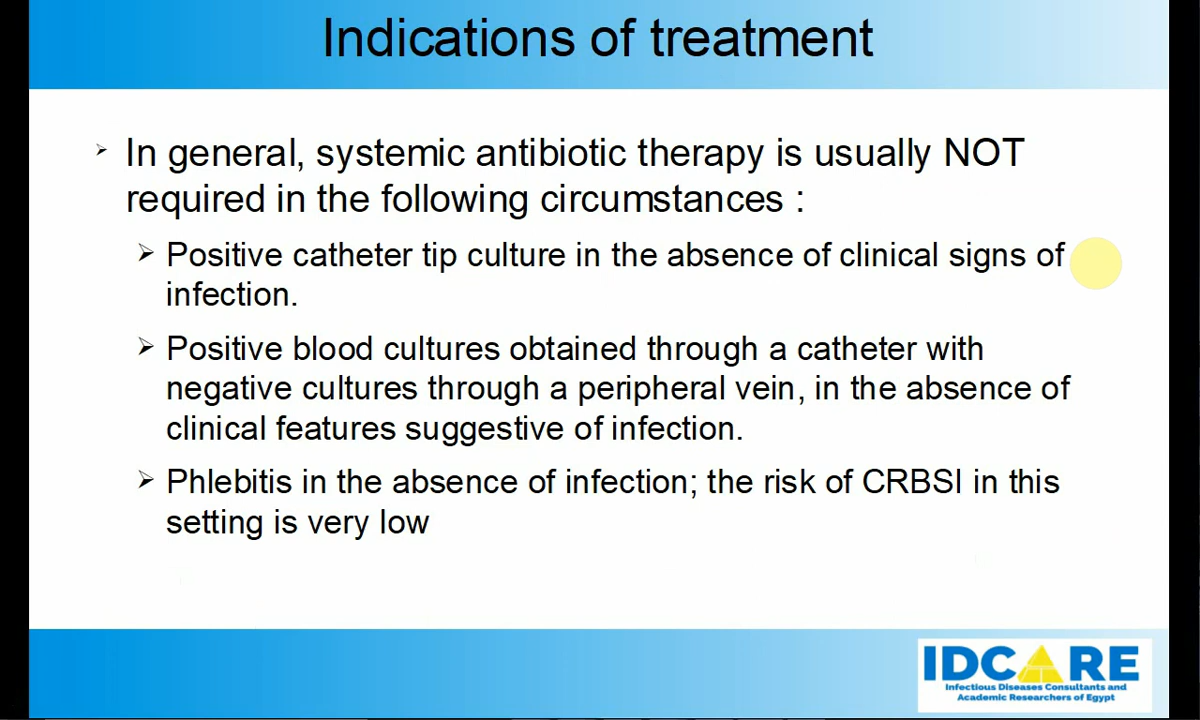 Indications of treatment
In general, systemic antibiotic therapy is usually NOT
required in the following circumstances :
Positive catheter tip culture in the absence of clinical signs of
infection.
Positive blood cultures obtained through a catheter with
negative cultures through a peripheral vein, in the absence of
clinical features suggestive of infection.
Phlebitis in the absence of infection; the risk of CRBSI in this
setting is very low
IDCARE
Infectious Diseases Consultants and
Academic Researchers of Egypt